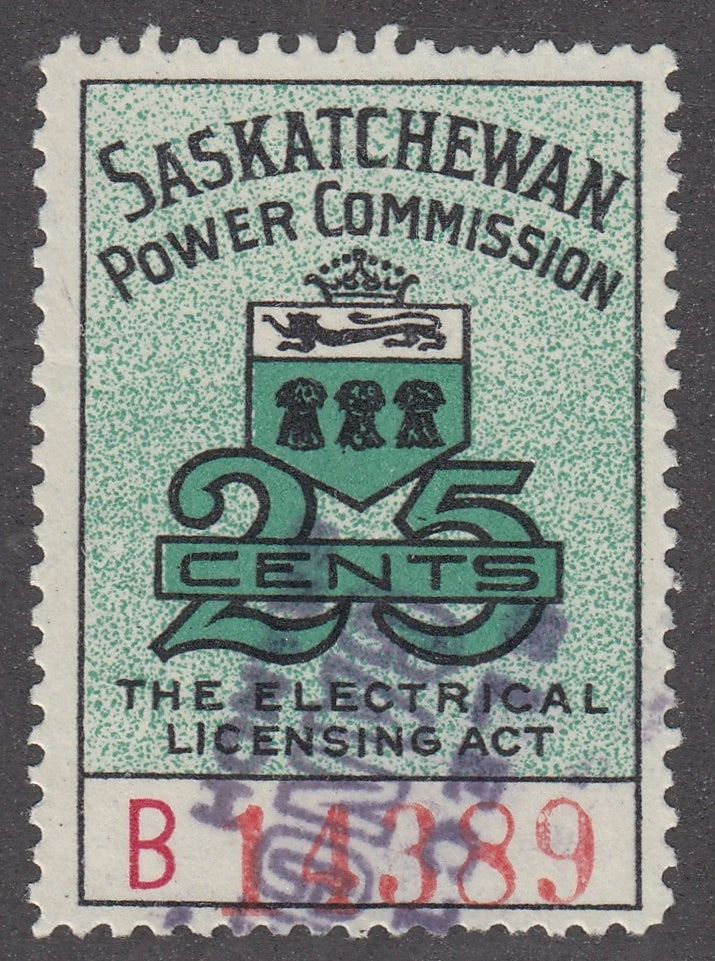 SASKATCHEWAN
POWER COMMISSION
25
CENTS
THE ELECTRICAL
LICENSING ACT
B 14389